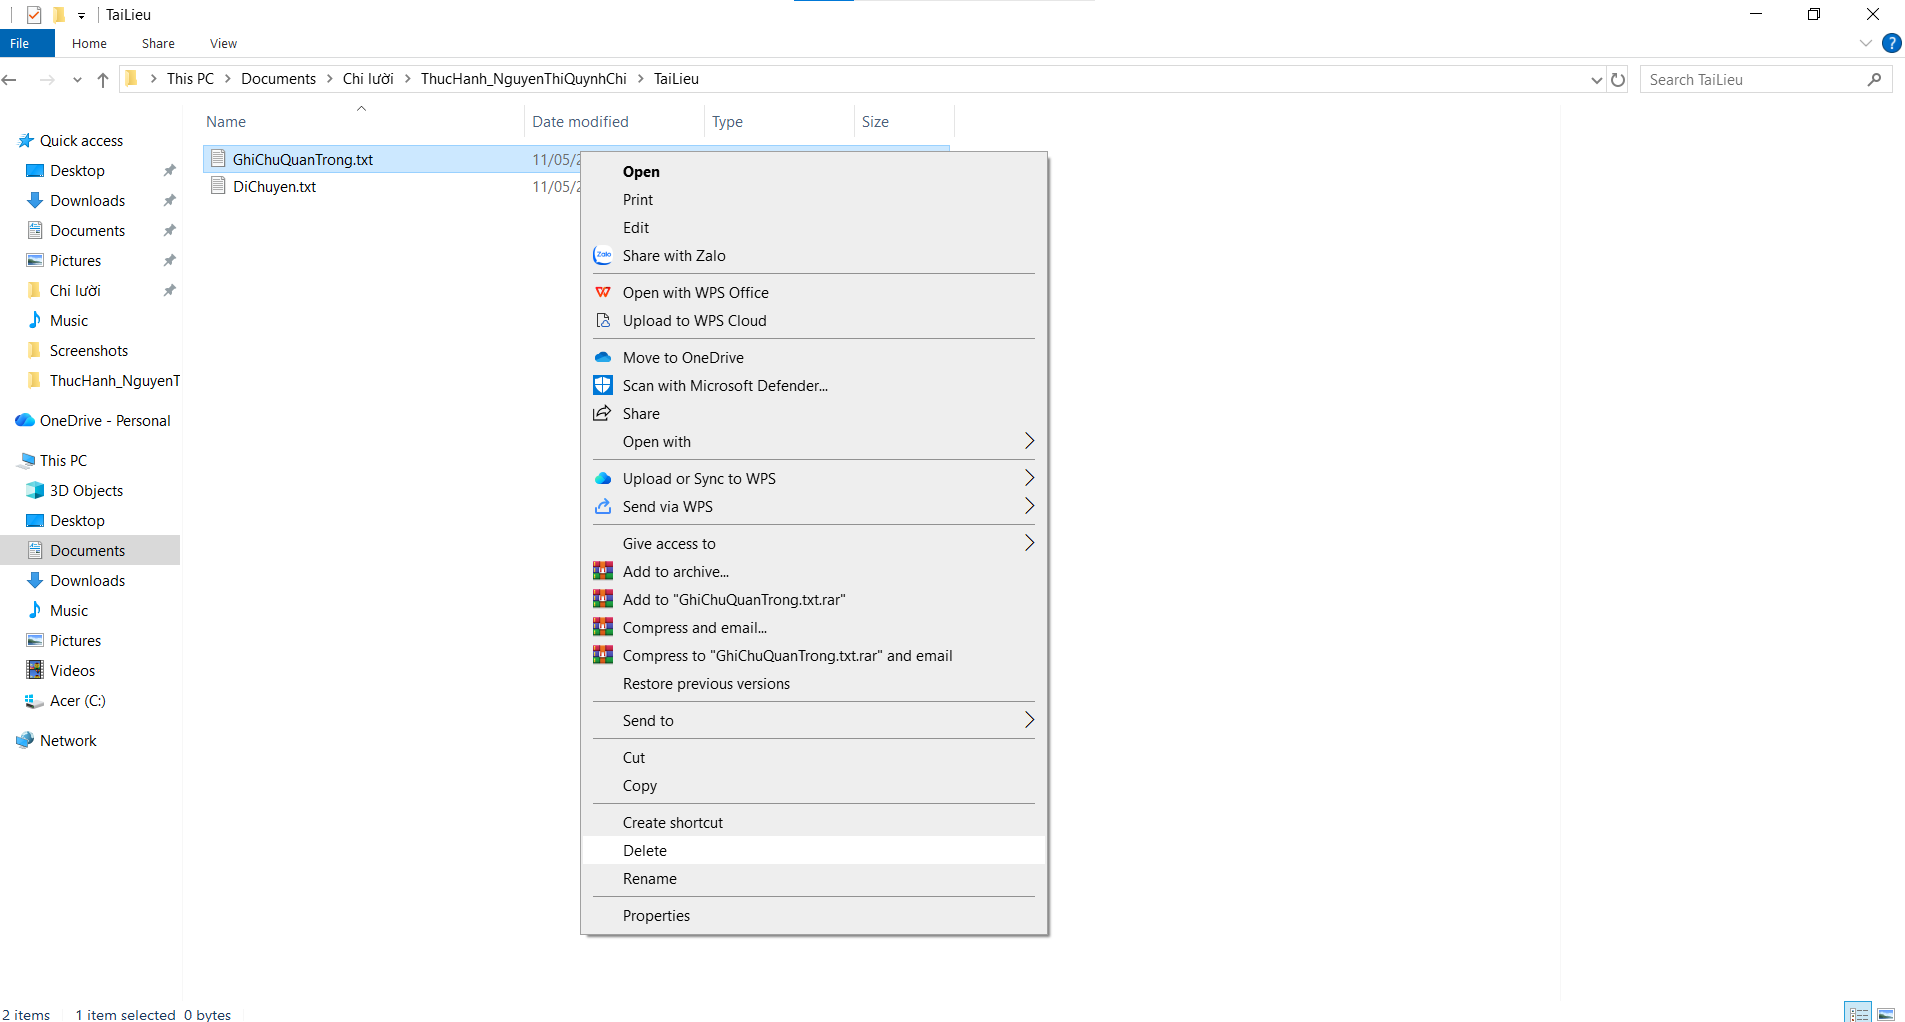 TaiLieu
File Home Share View
This PC Documents Chi lười ThucHanh_NguyenThiQuynhChi TaiLieu
Search TaiLieu
Name Date modified Type Size
Quick access
Desktop
Downloads
Documents
Pictures
Chi lười
Music
Screenshots
ThucHanh_NguyenT
OneDrive - Personal
This PC
3D Objects
Desktop
Documents
Downloads
Music
Pictures
Videos
Acer (C:)
Network
GhiChuQuanTrong.txt 11/05/2
DiChuyen.txt 11/05/2
Open
Print
Edit
Zalo Share with Zalo
Open with WPS Office
Upload to WPS Cloud
Move to OneDrive
Scan with Microsoft Defender...
Share
Open with
Upload or Sync to WPS
Send via WPS
Give access to
Add to archive...
Add to "GhiChuQuanTrong.txt.rar"
Compress and email...
Compress to "GhiChuQuanTrong.txt.rar" and email
Restore previous versions
Send to
Cut
Copy
Create shortcut
Delete
Rename
Properties
2 items 1 item selected 0 bytes